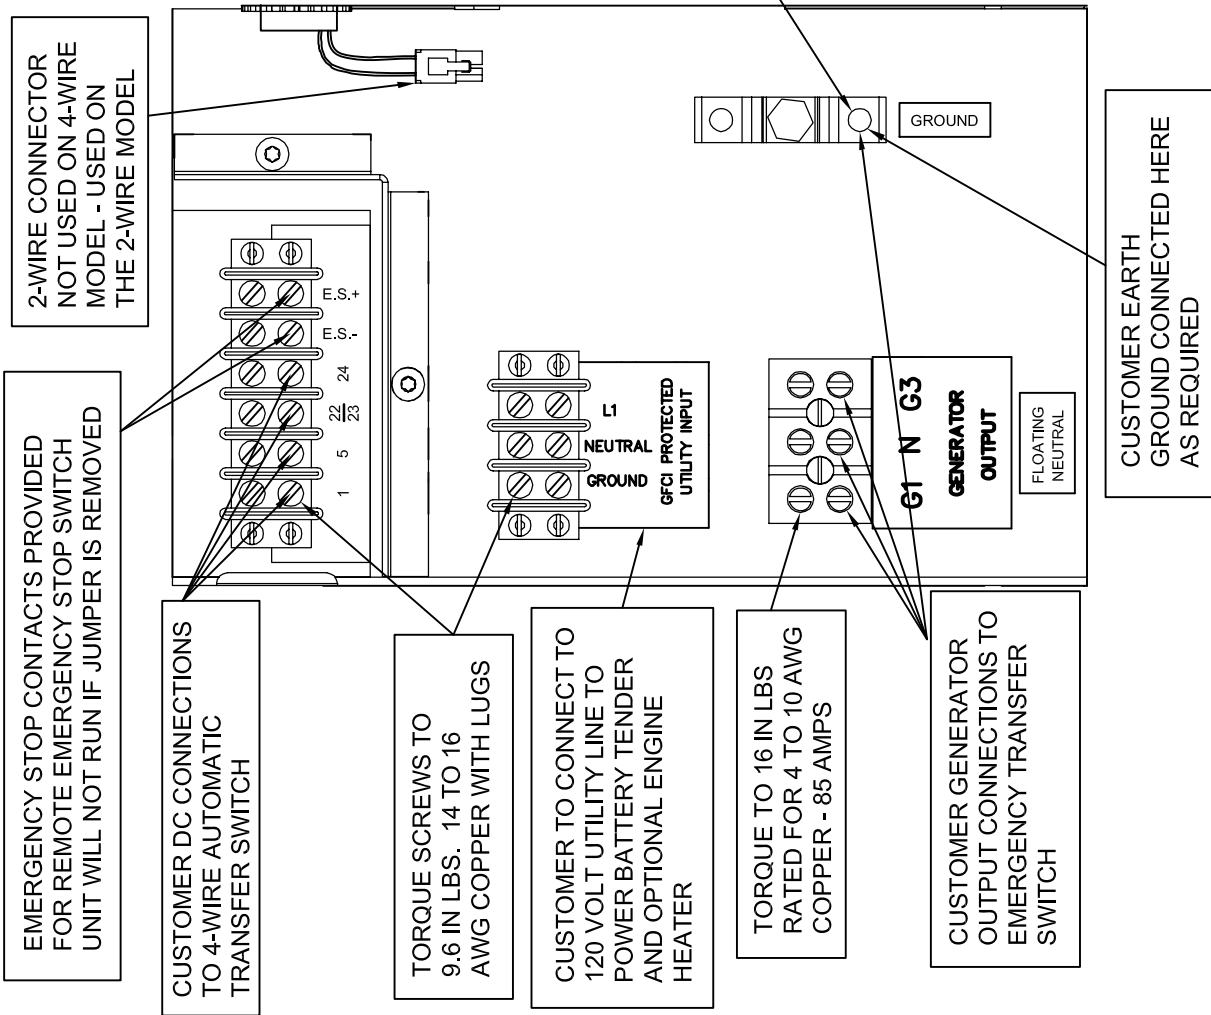 2-WIRE CONNECTOR
NOT USED ON 4-WIRE
MODEL - USED ON
THE 2-WIRE MODEL
EMERGENCY STOP CONTACTS PROVIDED
FOR REMOTE EMERGENCY STOP SWITCH
UNIT WILL NOT RUN IF JUMPER IS REMOVED
CUSTOMER DC CONNECTIONS
TO 4-WIRE AUTOMATIC
TRANSFER SWITCH
E.S.+
E.S.-
24
22
23
5
1
TORQUE SCREWS TO
9.6 IN LBS. 14 TO 16
AWG COPPER WITH LUGS
L1
NEUTRAL
GROUND
GFCI PROTECTED
UTILITY INPUT
CUSTOMER TO CONNECT TO
120 VOLT UTILITY LINE TO
POWER BATTERY TENDER
AND OPTIONAL ENGINE
HEATER
GROUND
TORQUE TO 16 IN LBS
RATED FOR 4 TO 10 AWG
COPPER - 85 AMPS
G1 N G3
GENERATOR
OUTPUT
FLOATING
NEUTRAL
CUSTOMER GENERATOR
OUTPUT CONNECTIONS TO
EMERGENCY TRANSFER
SWITCH
CUSTOMER EARTH
GROUND CONNECTED HERE
AS REQUIRED